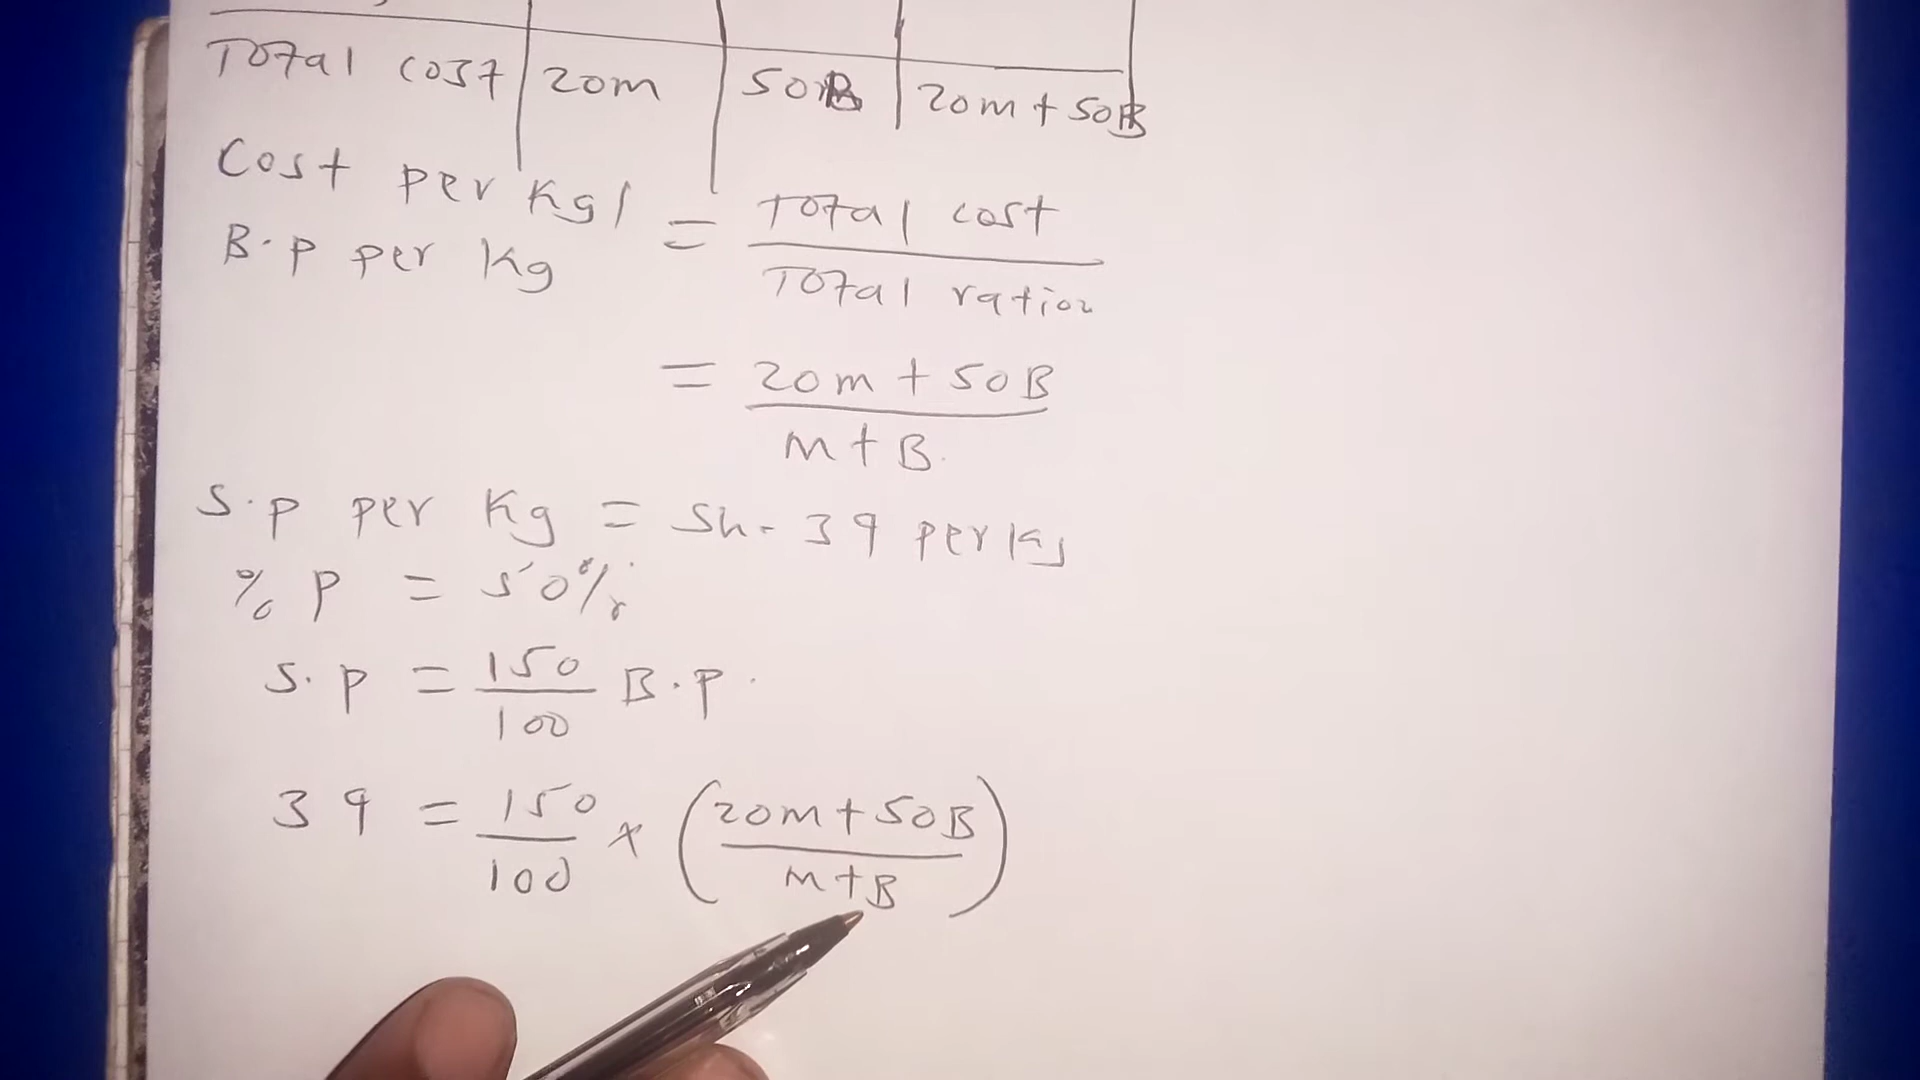 Total cost | 20m | 50B | 20m + 50B
Cost per Kg/
B.p per Kg
= Total cost / Total ratio
= 20m + 50B / m + B.
S.p per Kg = Sh. 39 per Kg
% P = 50%
S.p = 150/100 B.P.
39 = 150/100 × (20m + 50B / m + B)